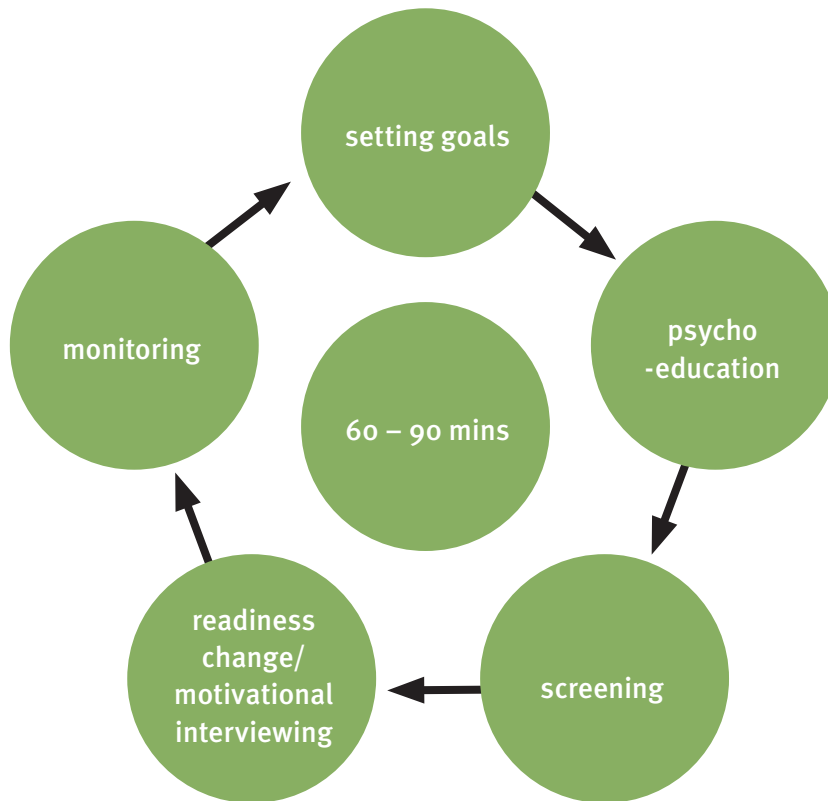 setting goals
psycho
-education
monitoring
60 – 90 mins
readiness
change/
motivational
interviewing
screening